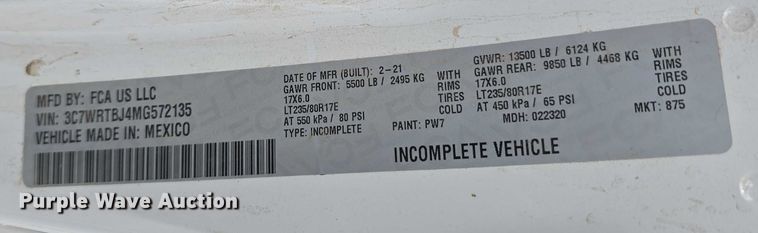 MFD BY: FCA US LLC
VIN: 3C7WRTBJ4MG572135
VEHICLE MADE IN: MEXICO
DATE OF MFR (BUILT): 2-21
GAWR FRONT: 5500 LB / 2495 KG WITH
17X6.0 RIMS
LT235/80R17E TIRES
AT 550 kPa / 80 PSI COLD
TYPE: INCOMPLETE PAINT: PW7
GVWR: 13500 LB / 6124 KG
GAWR REAR: 9850 LB / 4468 KG WITH
17X6.0 RIMS
LT235/80R17E TIRES
AT 450 kPa / 65 PSI COLD
MDH: 022320 MKT: 875
INCOMPLETE VEHICLE
Purple Wave Auction